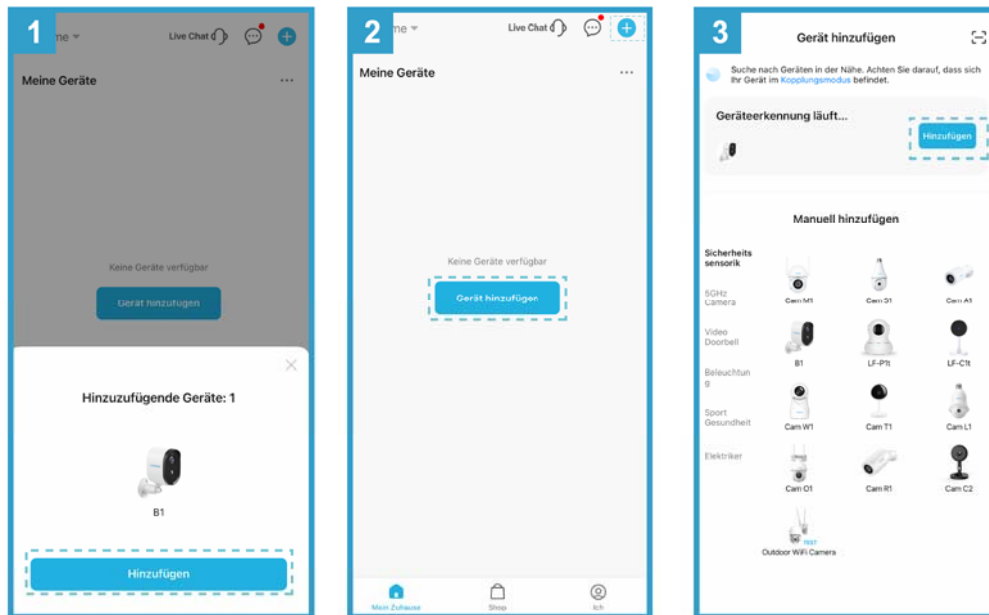 1
me
Live Chat
Meine Geräte
Keine Geräte verfügbar
Gerät hinzufügen
Hinzuzufügende Geräte: 1
B1
Hinzufügen
2
me
Live Chat
Meine Geräte
Keine Geräte verfügbar
Gerät hinzufügen
Mein Zuhause
Shop
Ich
3
Gerät hinzufügen
Suche nach Geräten in der Nähe. Achten Sie darauf, dass sich
Ihr Gerät im Kopplungsmodus befindet.
Geräteerkennung läuft...
Hinzufügen
Manuell hinzufügen
Sicherheits
sensorik
5GHz
Camera
Video
Doorbell
Beleuchtun
g
Sport
Gesundheit
Elektriker
Cam M1
Cam S1
Cam A1
B1
LF-P1t
LF-C1t
Cam W1
Cam T1
Cam L1
Cam O1
Cam R1
Cam C2
TEST
Outdoor WiFi Camera